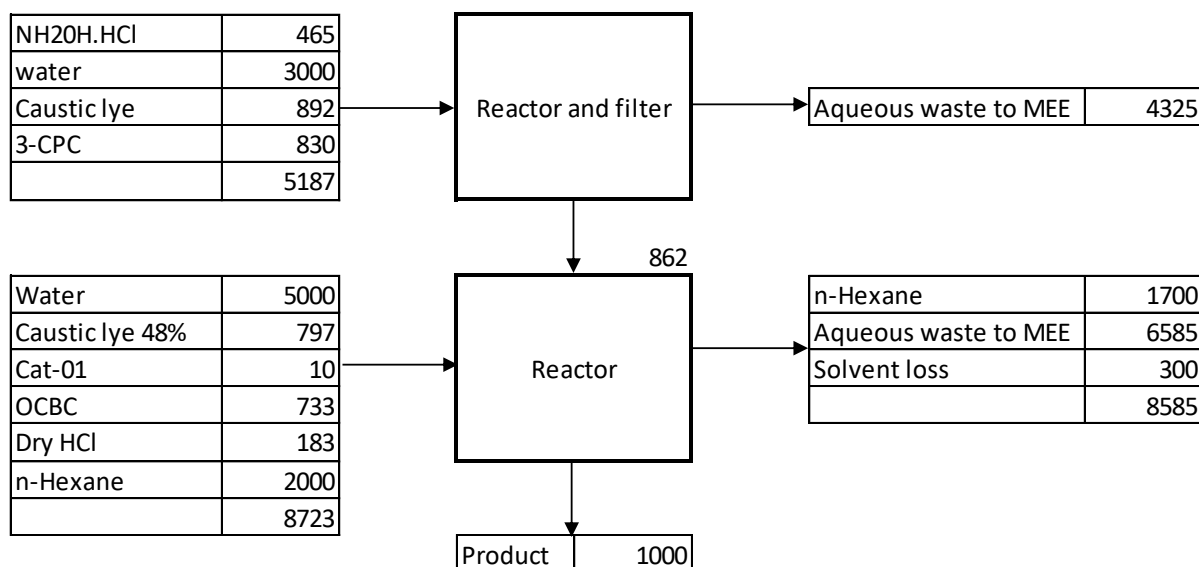 NH20H.HCl 465
water 3000
Caustic lye 892
3-CPC 830
5187
Reactor and filter
Aqueous waste to MEE 4325
862
Water 5000
Caustic lye 48% 797
Cat-01 10
OCBC 733
Dry HCl 183
n-Hexane 2000
8723
Reactor
n-Hexane 1700
Aqueous waste to MEE 6585
Solvent loss 300
8585
Product 1000